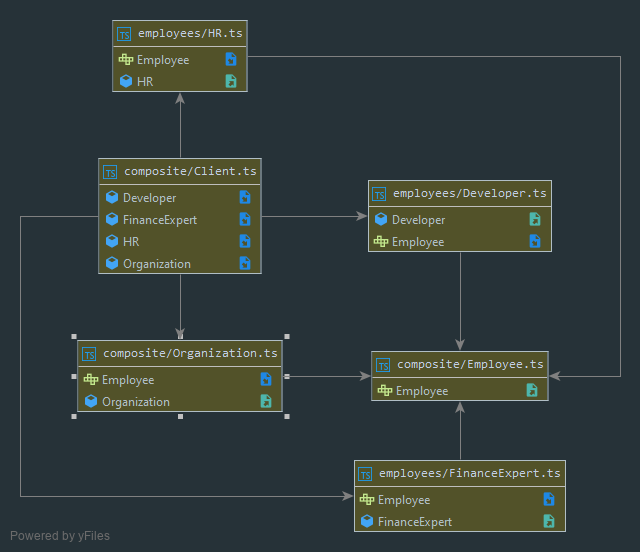 TS employees/HR.ts
Employee
HR
TS composite/Client.ts
Developer
FinanceExpert
HR
Organization
TS employees/Developer.ts
Developer
Employee
TS composite/Organization.ts
Employee
Organization
TS composite/Employee.ts
Employee
TS employees/FinanceExpert.ts
Employee
FinanceExpert
Powered by yFiles